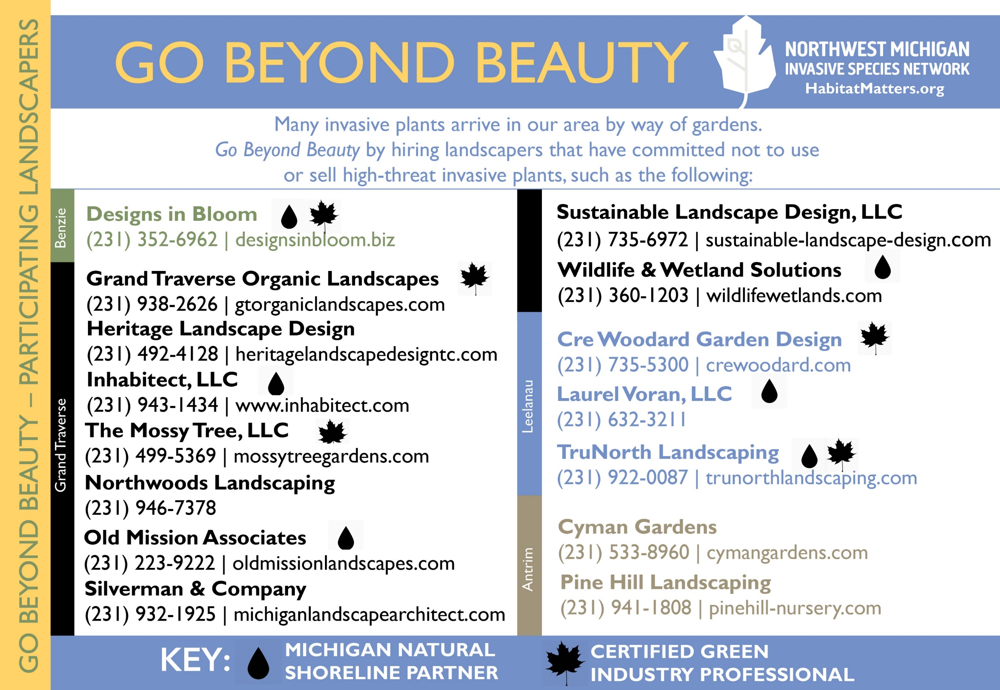 GO BEYOND BEAUTY – PARTICIPATING LANDSCAPERS
GO BEYOND BEAUTY
NORTHWEST MICHIGAN
INVASIVE SPECIES NETWORK
HabitatMatters.org
Many invasive plants arrive in our area by way of gardens.
Go Beyond Beauty by hiring landscapers that have committed not to use
or sell high-threat invasive plants, such as the following:
Benzie
Designs in Bloom
(231) 352-6962 | designsinbloom.biz
Grand Traverse
Grand Traverse Organic Landscapes
(231) 938-2626 | gtorganiclandscapes.com
Heritage Landscape Design
(231) 492-4128 | heritagelandscapedesigntc.com
Inhabitect, LLC
(231) 943-1434 | www.inhabitect.com
The Mossy Tree, LLC
(231) 499-5369 | mossytreegardens.com
Northwoods Landscaping
(231) 946-7378
Old Mission Associates
(231) 223-9222 | oldmissionlandscapes.com
Silverman & Company
(231) 932-1925 | michiganlandscapearchitect.com
Sustainable Landscape Design, LLC
(231) 735-6972 | sustainable-landscape-design.com
Wildlife & Wetland Solutions
(231) 360-1203 | wildlifewetlands.com
Leelanau
Cre Woodard Garden Design
(231) 735-5300 | crewoodard.com
Laurel Voran, LLC
(231) 632-3211
TruNorth Landscaping
(231) 922-0087 | trunorthlandscaping.com
Antrim
Cyman Gardens
(231) 533-8960 | cymangardens.com
Pine Hill Landscaping
(231) 941-1808 | pinehill-nursery.com
KEY:
MICHIGAN NATURAL
SHORELINE PARTNER
CERTIFIED GREEN
INDUSTRY PROFESSIONAL